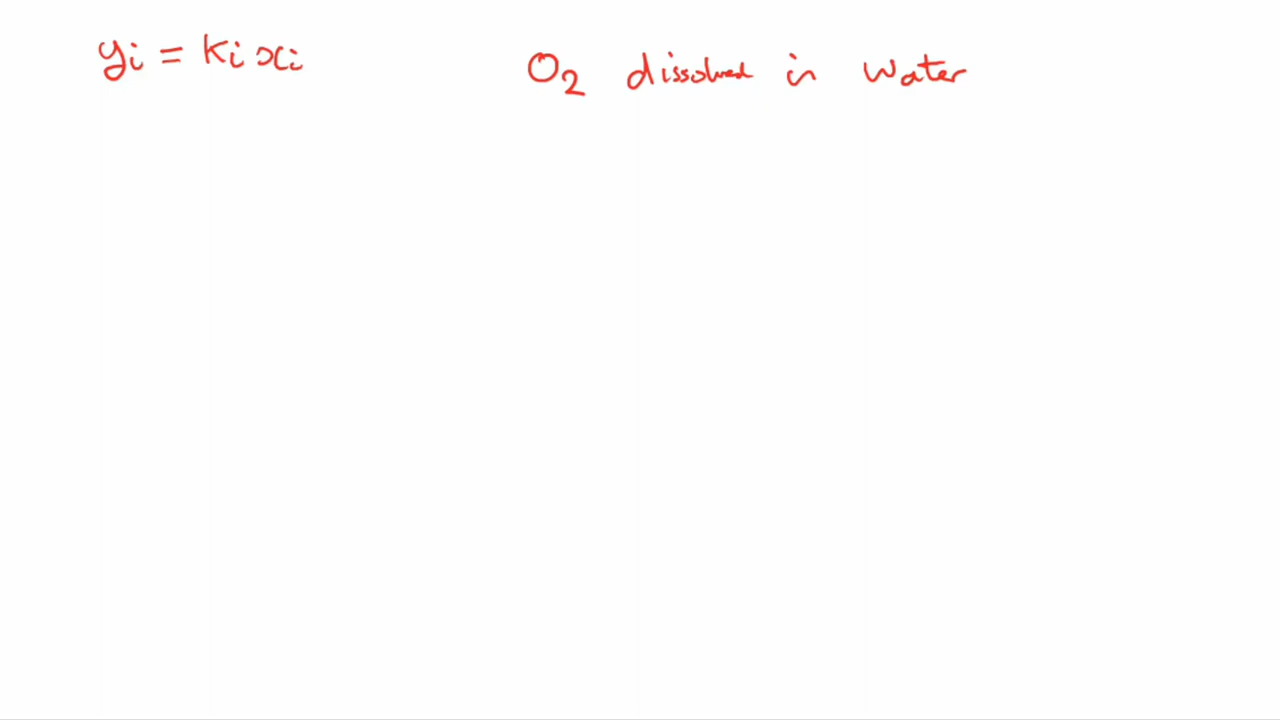 yi = Ki xi
O2 dissolved in water